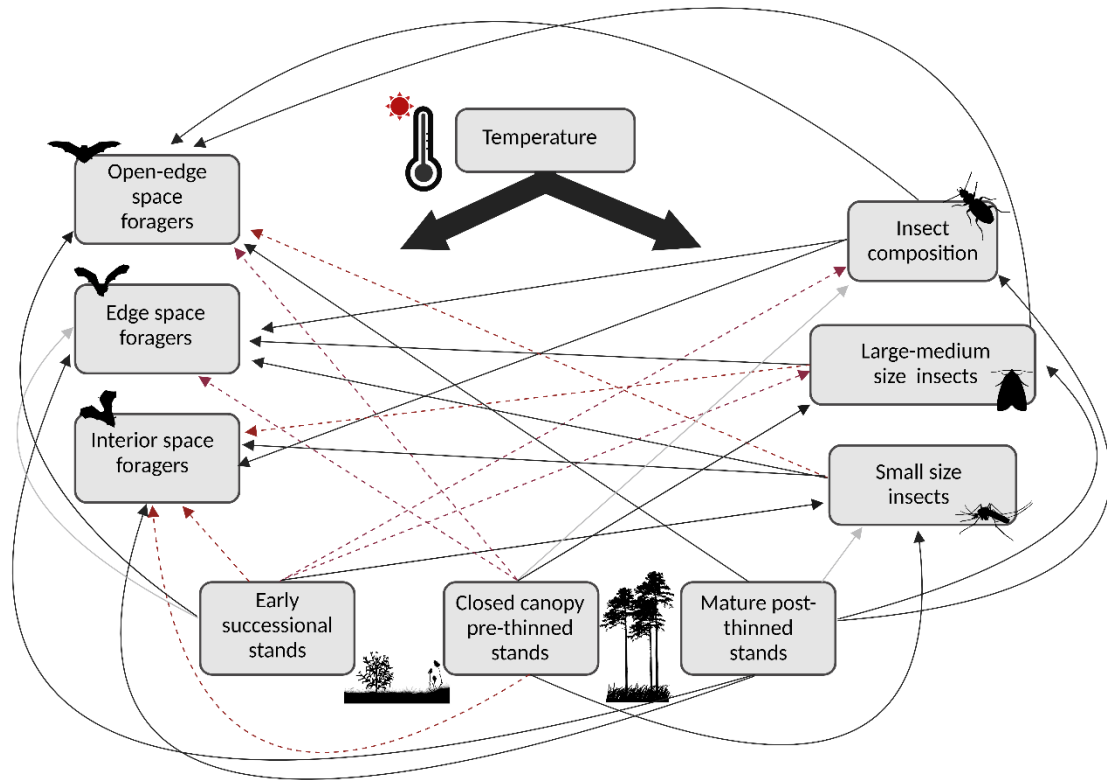 Temperature
Open-edge
space
foragers
Edge space
foragers
Interior space
foragers
Insect
composition
Large-medium
size insects
Small size
insects
Early
successional
stands
Closed canopy
pre-thinned
stands
Mature post-
thinned
stands